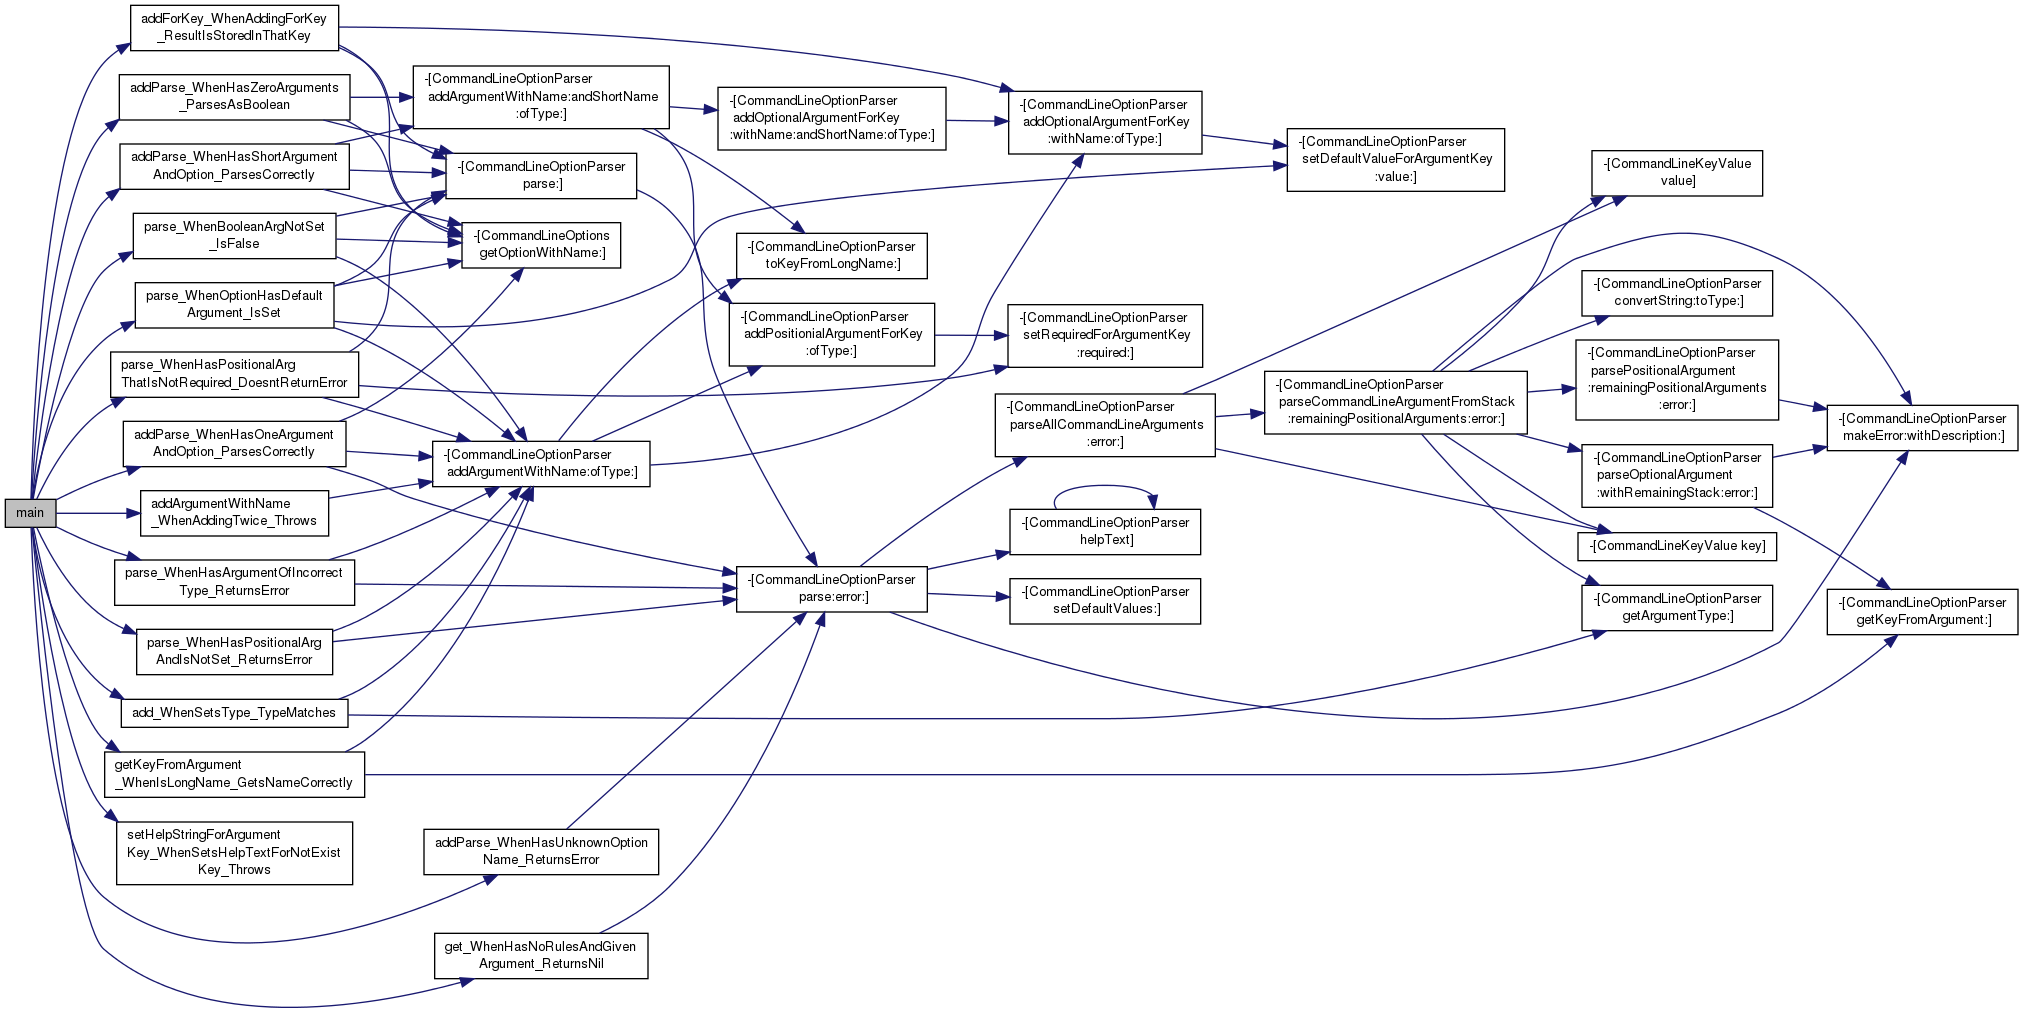 main
addForKey_WhenAddingForKey
_ResultIsStoredInThatKey
addParse_WhenHasZeroArguments
_ParsesAsBoolean
addParse_WhenHasShortArgument
AndOption_ParsesCorrectly
parse_WhenBooleanArgNotSet
_IsFalse
parse_WhenOptionHasDefault
Argument_IsSet
parse_WhenHasPositionalArg
ThatIsNotRequired_DoesntReturnError
addParse_WhenHasOneArgument
AndOption_ParsesCorrectly
addArgumentWithName
_WhenAddingTwice_Throws
parse_WhenHasArgumentOfIncorrect
Type_ReturnsError
parse_WhenHasPositionalArg
AndIsNotSet_ReturnsError
add_WhenSetsType_TypeMatches
getKeyFromArgument
_WhenIsLongName_GetsNameCorrectly
setHelpStringForArgument
Key_WhenSetsHelpTextForNotExist
Key_Throws
-[CommandLineOptionParser
addArgumentWithName:andShortName
:ofType:]
-[CommandLineOptionParser
parse:]
-[CommandLineOptions
getOptionWithName:]
-[CommandLineOptionParser
addArgumentWithName:ofType:]
addParse_WhenHasUnknownOption
Name_ReturnsError
get_WhenHasNoRulesAndGiven
Argument_ReturnsNil
-[CommandLineOptionParser
addOptionalArgumentForKey
:withName:andShortName:ofType:]
-[CommandLineOptionParser
toKeyFromLongName:]
-[CommandLineOptionParser
addPositionialArgumentForKey
:ofType:]
-[CommandLineOptionParser
parse:error:]
-[CommandLineOptionParser
addOptionalArgumentForKey
:withName:ofType:]
-[CommandLineOptionParser
setRequiredForArgumentKey
:required:]
-[CommandLineOptionParser
parseAllCommandLineArguments
:error:]
-[CommandLineOptionParser
helpText]
-[CommandLineOptionParser
setDefaultValues:]
-[CommandLineOptionParser
setDefaultValueForArgumentKey
:value:]
-[CommandLineOptionParser
parseCommandLineArgumentFromStack
:remainingPositionalArguments:error:]
-[CommandLineKeyValue
value]
-[CommandLineOptionParser
convertString:toType:]
-[CommandLineOptionParser
parsePositionalArgument
:remainingPositionalArguments
:error:]
-[CommandLineOptionParser
parseOptionalArgument
:withRemainingStack:error:]
-[CommandLineKeyValue key]
-[CommandLineOptionParser
getArgumentType:]
-[CommandLineOptionParser
makeError:withDescription:]
-[CommandLineOptionParser
getKeyFromArgument:]